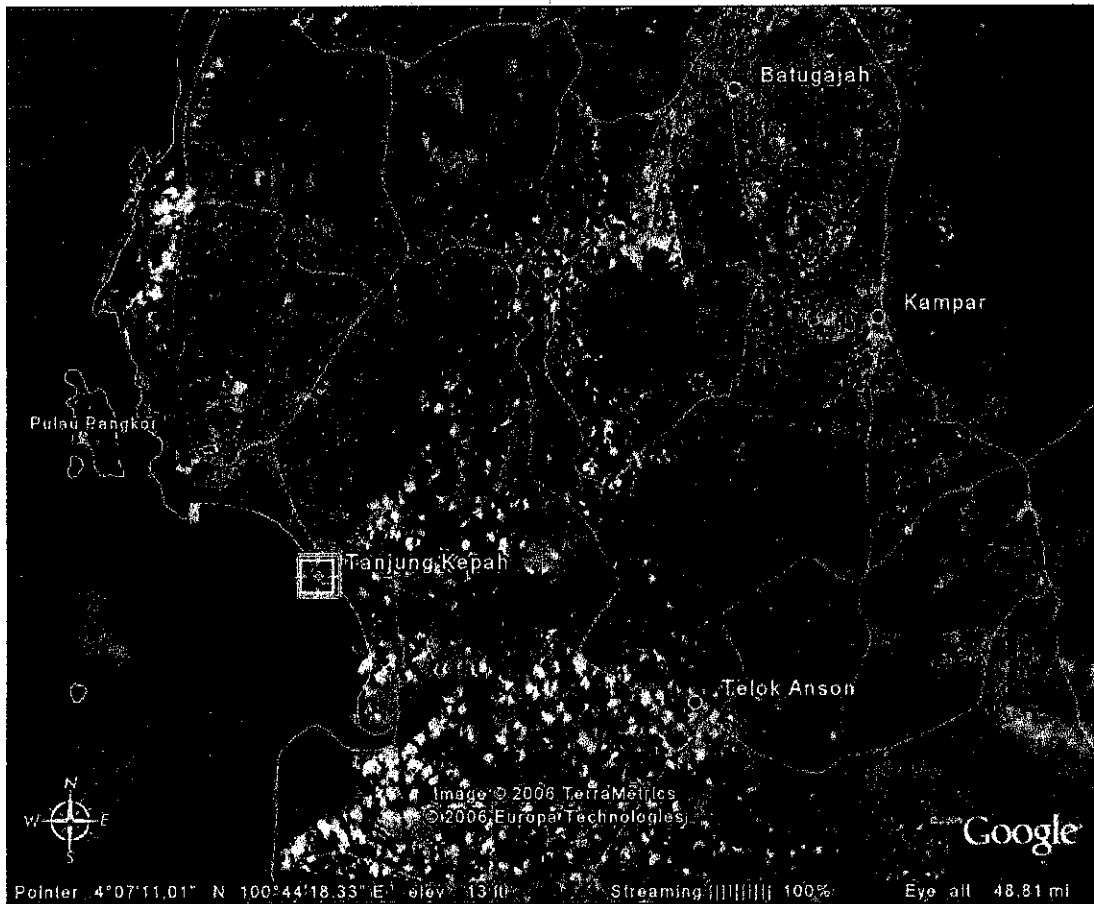 Batugajah
Kampar
Pulau Pangkor
Tanjung Kepah
Telok Anson
N
W E
S
Image © 2006 TerraMetrics
© 2006 Europa Technologies
Google
Pointer 4°07'11.01" N 100°44'18.33" E elev 13 ft Streaming |||||||||| 100% Eye alt 48.81 mi